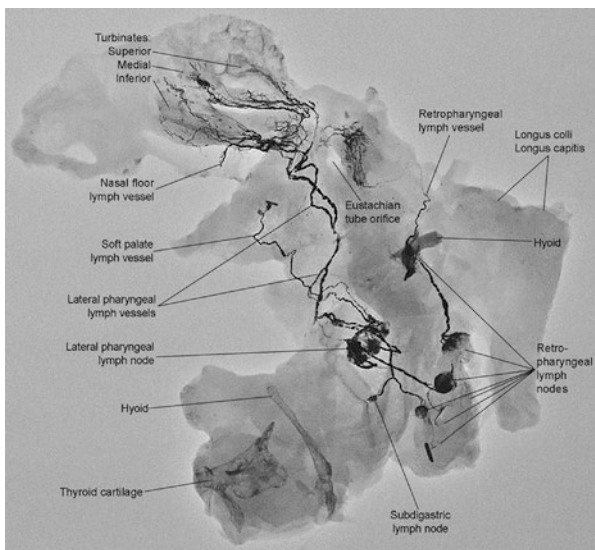 Turbinates:
Superior
Medial
Inferior
Nasal floor
lymph vessel
Soft palate
lymph vessel
Lateral pharyngeal
lymph vessels
Lateral pharyngeal
lymph node
Hyoid
Thyroid cartilage
Retropharyngeal
lymph vessel
Longus colli
Longus capitis
Eustachian
tube orifice
Hyoid
Retro-
pharyngeal
lymph
nodes
Subdigastric
lymph node